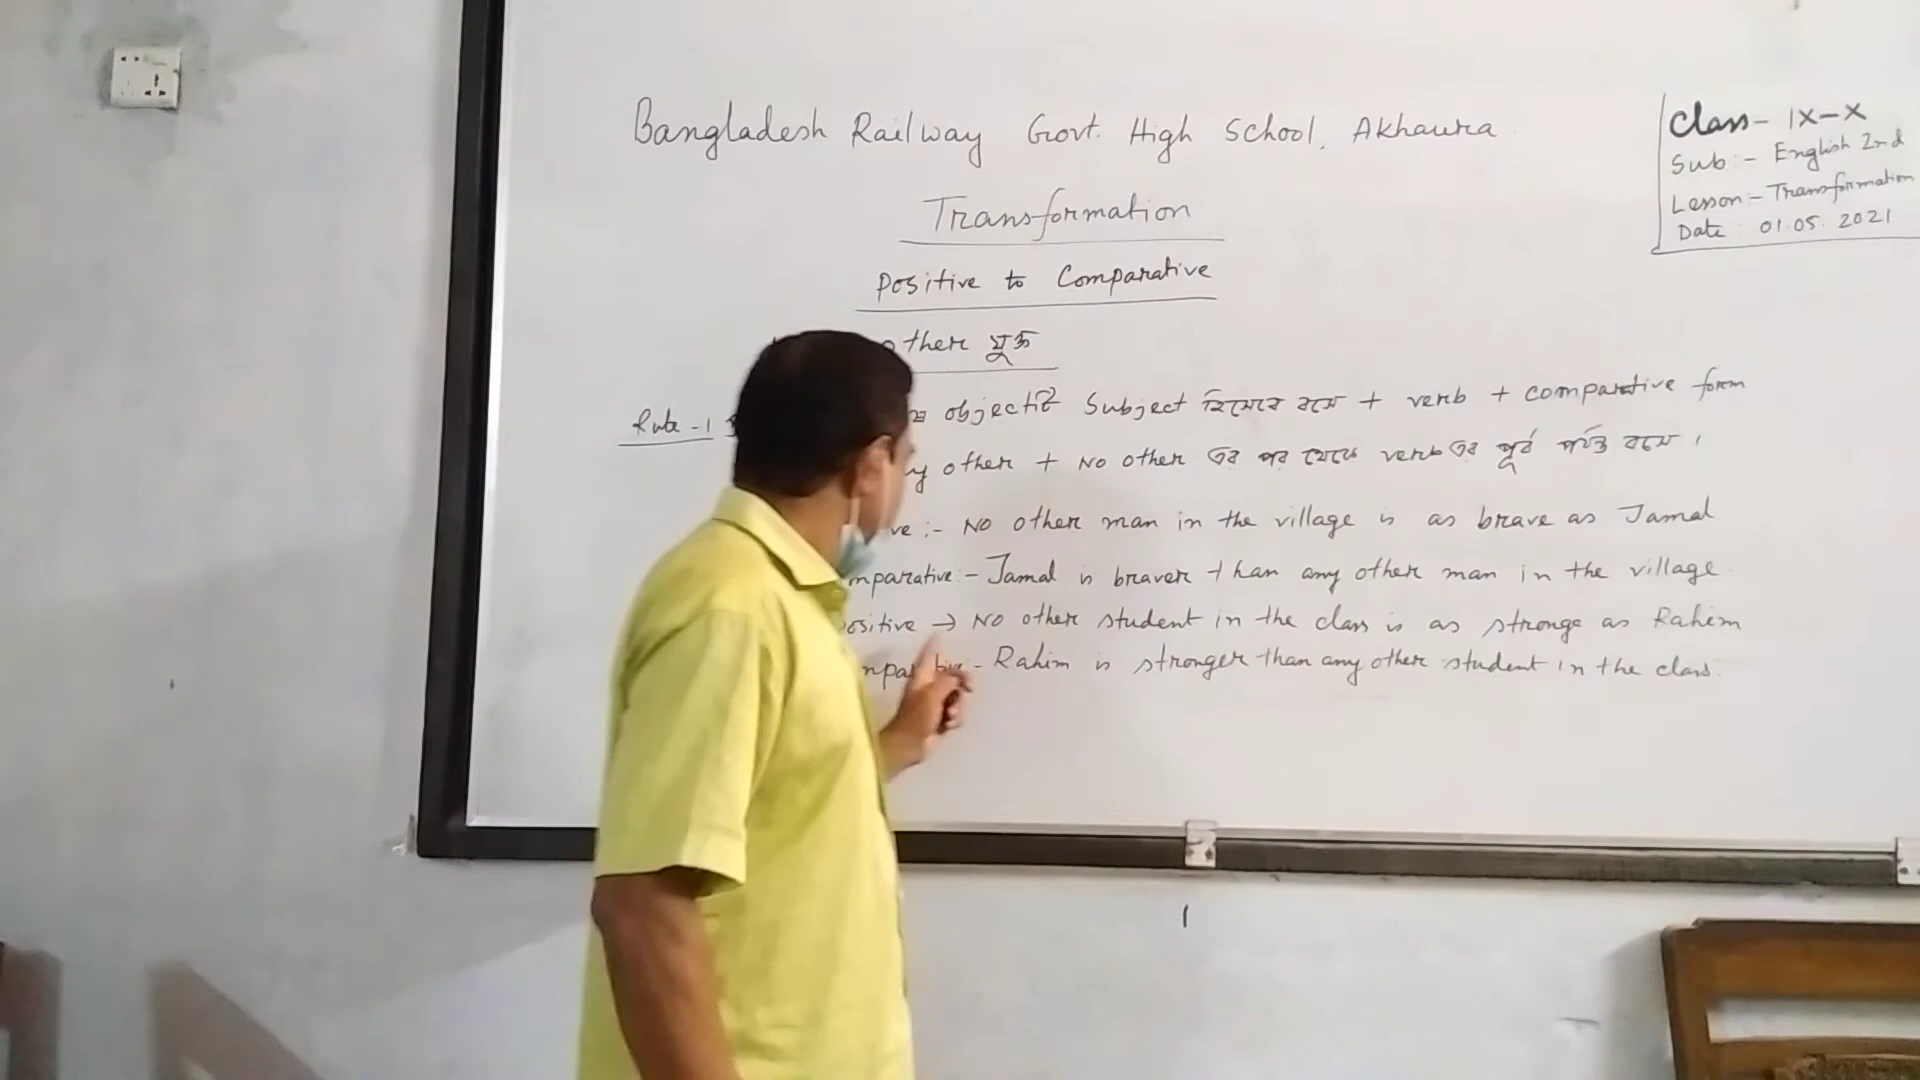 Bangladesh Railway Govt. High School, Akhaura
Class - IX-X
Sub :- English 2nd
Lesson:- Transformation
Date : 01.05.2021
Transformation
Positive to Comparative
other যুক্ত
Rule -1 objectটি Subject হিসেবে বসে + verb + comparative form
other + No other এর পর থেকে verb এর পূর্ব পর্যন্ত বসে।
ve :- No other man in the village is as brave as Jamal
mparative :- Jamal is braver than any other man in the village.
ositive → No other student in the class is as stronge as Rahim
mpa tive - Rahim is stronger than any other student in the class.